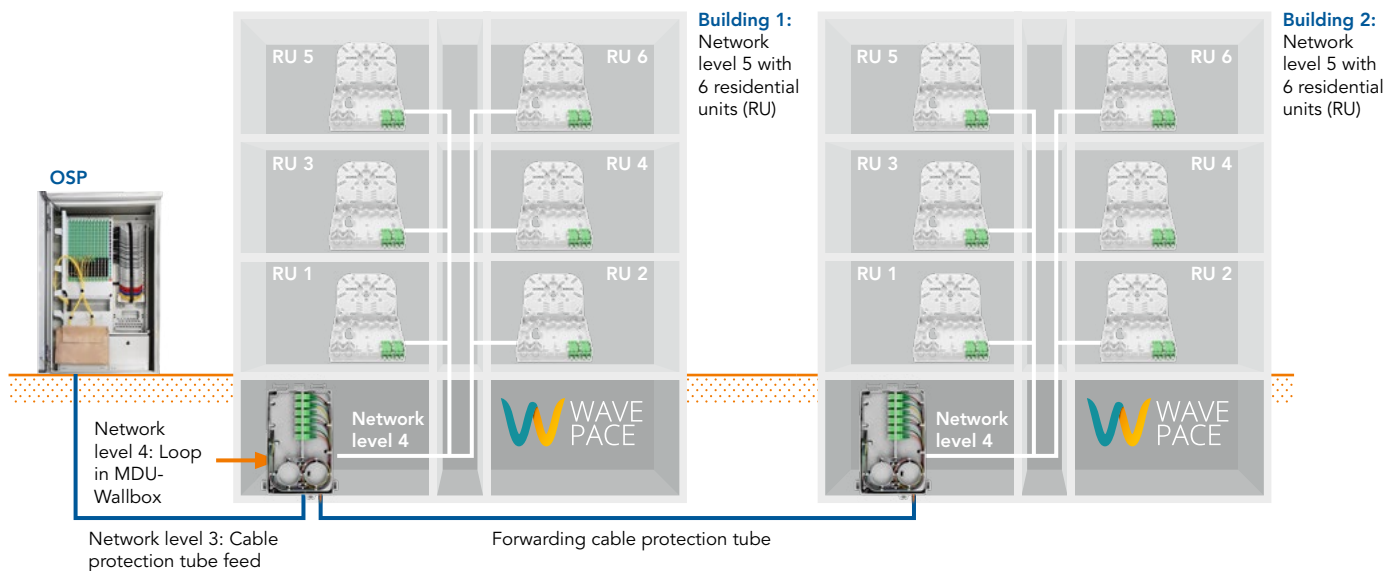 Building 1:
Network
level 5 with
6 residential
units (RU)
Building 2:
Network
level 5 with
6 residential
units (RU)
RU 5
RU 6
RU 5
RU 6
RU 3
RU 4
RU 3
RU 4
OSP
RU 1
RU 2
RU 1
RU 2
Network
level 4
WAVE
PACE
Network
level 4
WAVE
PACE
Network
level 4: Loop
in MDU-
Wallbox
Network level 3: Cable
protection tube feed
Forwarding cable protection tube